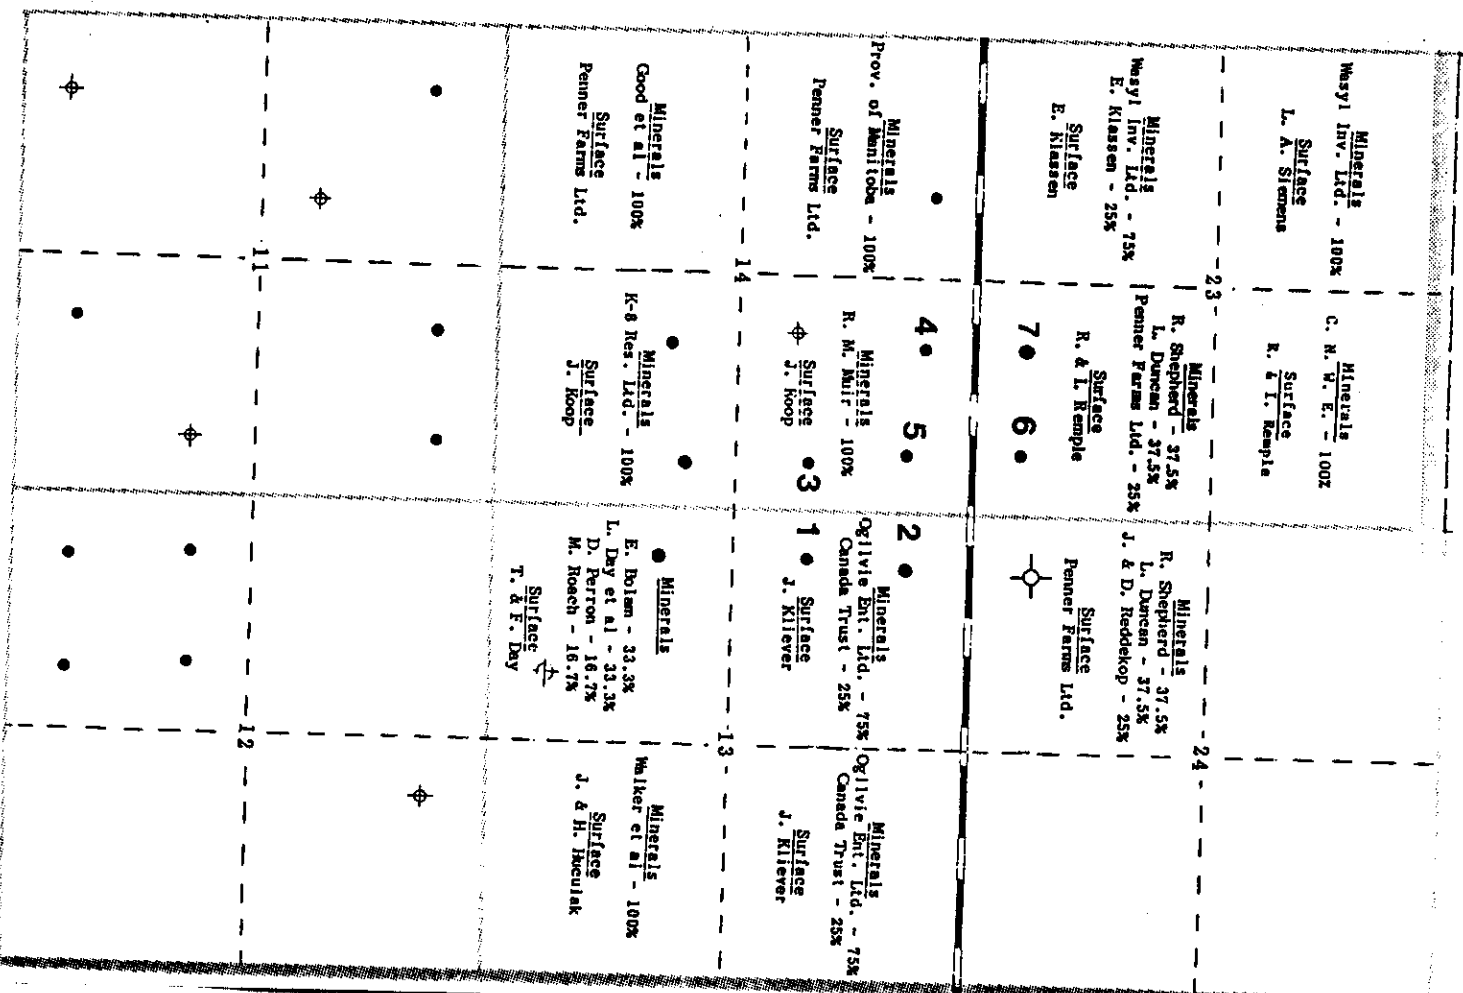 Minerals
Wasyl Inv. Ltd. - 100%
Surface
L. A. Siemens
Minerals
C. N. W. E. - 100%
Surface
R. & I. Remple
23
24
Minerals
Wasyl Inv. Ltd. - 75%
E. Klassen - 25%
Surface
E. Klassen
Minerals
R. Shepherd - 37.5%
L. Duncan - 37.5%
Penner Farms Ltd. - 25%
Surface
R. & I. Remple
7
6
Minerals
R. Shepherd - 37.5%
L. Duncan - 37.5%
J. & D. Reddekop - 25%
Surface
Penner Farms Ltd.
Minerals
Prov. of Manitoba - 100%
Surface
Penner Farms Ltd.
4
5
Minerals
R. M. Muir - 100%
Surface
J. Koop
3
2
Minerals
Ogilvie Ent. Ltd. - 75%
Canada Trust - 25%
1
Surface
J. Kliever
Minerals
Ogilvie Ent. Ltd. - 75%
Canada Trust - 25%
Surface
J. Kliever
14
13
Minerals
Good et al - 100%
Surface
Penner Farms Ltd.
Minerals
K-8 Res. Ltd. - 100%
Surface
J. Koop
Minerals
E. Bolam - 33.3%
L. Day et al - 33.3%
D. Perron - 16.7%
M. Roach - 16.7%
Surface
T. & F. Day
Minerals
Walker et al - 100%
Surface
J. & H. Huculak
11
12